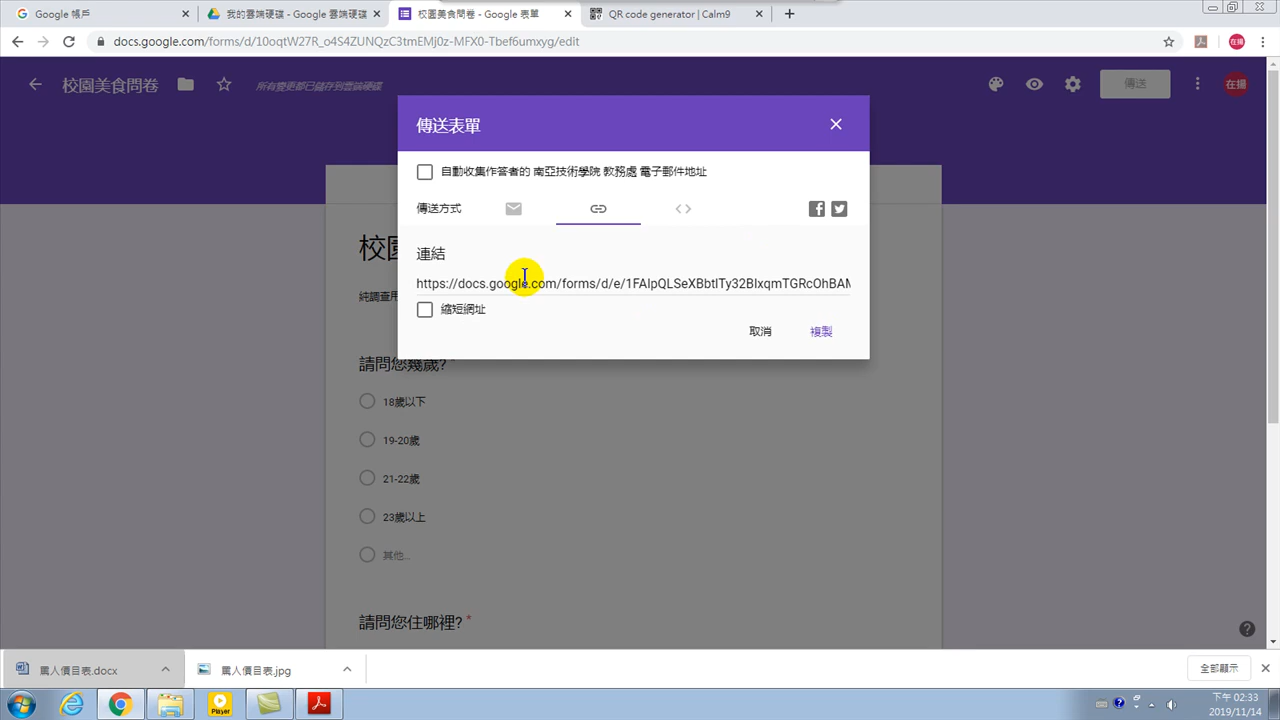 Google 帳戶
我的雲端硬碟 - Google 雲端硬碟
校園美食問卷 - Google 表單
QR code generator | Calm9
docs.google.com/forms/d/10oqtW27R_o4S4ZUNQzC3tmEMj0z-MFX0-Tbef6umxyg/edit
在揚
校園美食問卷
所有變更都已儲存到雲端硬碟
傳送
在揚
傳送表單
自動收集作答者的 南亞技術學院 教務處 電子郵件地址
傳送方式
連結
https://docs.google.com/forms/d/e/1FAIpQLSeXBbtITy32BIxqmTGRcOhBAM
縮短網址
取消
複製
請問您幾歲? *
18歲以下
19-20歲
21-22歲
23歲以上
其他...
請問您住哪裡? *
罵人價目表.docx
罵人價目表.jpg
全部顯示
Player
下午 02:33
2019/11/14